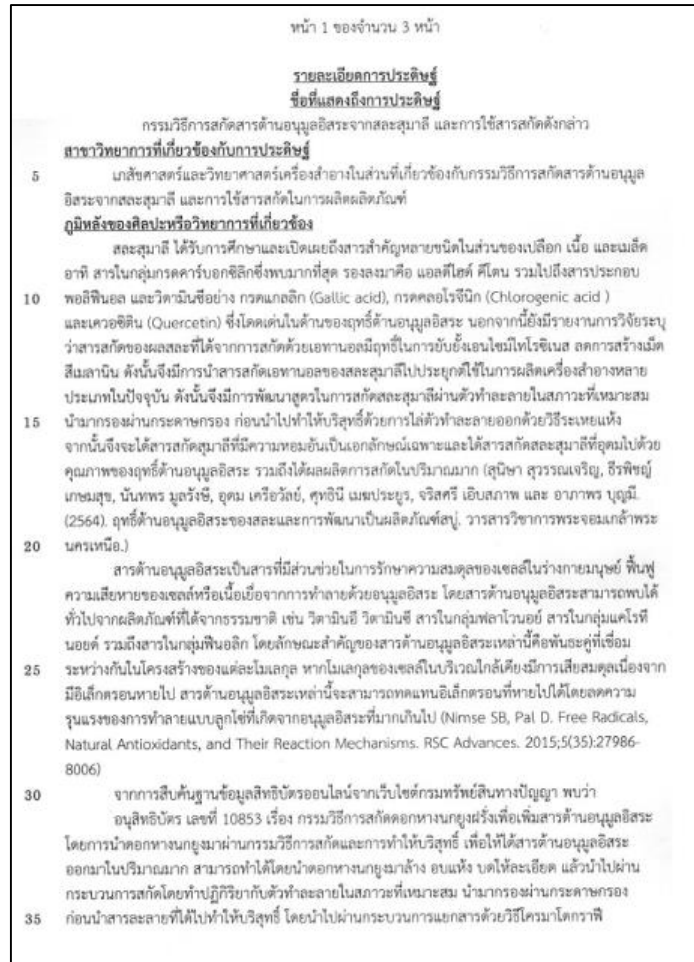 หน้า 1 ของจำนวน 3 หน้า
รายละเอียดการประดิษฐ์
ชื่อที่แสดงถึงการประดิษฐ์
กรรมวิธีการสกัดสารต้านอนุมูลอิสระจากสละสุมาลี และการใช้สารสกัดดังกล่าว
สาขาวิทยาการที่เกี่ยวข้องกับการประดิษฐ์
5 เภสัชศาสตร์และวิทยาศาสตร์เครื่องสำอางในส่วนที่เกี่ยวข้องกับกรรมวิธีการสกัดสารต้านอนุมูล
อิสระจากสละสุมาลี และการใช้สารสกัดในการผลิตผลิตภัณฑ์
ภูมิหลังของศิลปะหรือวิทยาการที่เกี่ยวข้อง
สละสุมาลี ได้รับการศึกษาและเปิดเผยถึงสารสำคัญหลายชนิดในส่วนของเปลือก เนื้อ และเมล็ด
อาทิ สารในกลุ่มกรดคาร์บอกซิลิกซึ่งพบมากที่สุด รองลงมาคือ แอลดีไฮด์ คีโตน รวมไปถึงสารประกอบ
10 พอลิฟีนอล และวิตามินซีอย่าง กรดแกลลิก (Gallic acid), กรดคลอโรจีนิก (Chlorogenic acid )
และเควอซิติน (Quercetin) ซึ่งโดดเด่นในด้านของฤทธิ์ต้านอนุมูลอิสระ นอกจากนี้ยังมีรายงานการวิจัยระบุ
ว่าสารสกัดของผลสละที่ได้จากการสกัดด้วยเอทานอลมีฤทธิ์ในการยับยั้งเอนไซม์ไทโรซิเนส ลดการสร้างเม็ด
สีเมลานิน ดังนั้นจึงมีการนำสารสกัดเอทานอลของสละสุมาลีไปประยุกต์ใช้ในการผลิตเครื่องสำอางหลาย
ประเภทในปัจจุบัน ดังนั้นจึงมีการพัฒนาสูตรในการสกัดสละสุมาลีผ่านตัวทำละลายในสภาวะที่เหมาะสม
15 นำมากรองผ่านกระดาษกรอง ก่อนนำไปทำให้บริสุทธิ์ด้วยการไล่ตัวทำละลายออกด้วยวิธีระเหยแห้ง
จากนั้นจึงจะได้สารสกัดสุมาลีที่มีความหอมอันเป็นเอกลักษณ์เฉพาะและได้สารสกัดสละสุมาลีที่อุดมไปด้วย
คุณภาพของฤทธิ์ต้านอนุมูลอิสระ รวมถึงได้ผลผลิตการสกัดในปริมาณมาก (สุนิษา สุวรรณเจริญ, ธีรพิชญ์
เกษมสุข, นันทพร มูลรังษี, อุดม เครือวัลย์, ศุทธินี เมฆประยูร, จริสศรี เอิบสภาพ และ อาภาพร บุญมี.
(2564). ฤทธิ์ต้านอนุมูลอิสระของสละและการพัฒนาเป็นผลิตภัณฑ์สบู่. วารสารวิชาการพระจอมเกล้าพระ
20 นครเหนือ.)
สารต้านอนุมูลอิสระเป็นสารที่มีส่วนช่วยในการรักษาความสมดุลของเซลล์ในร่างกายมนุษย์ ฟื้นฟู
ความเสียหายของเซลล์หรือเนื้อเยื่อจากการทำลายด้วยอนุมูลอิสระ โดยสารต้านอนุมูลอิสระสามารถพบได้
ทั่วไปจากผลิตภัณฑ์ที่ได้จากธรรมชาติ เช่น วิตามินอี วิตามินซี สารในกลุ่มฟลาโวนอยด์ สารในกลุ่มแคโรที
นอยด์ รวมถึงสารในกลุ่มฟีนอลิก โดยลักษณะสำคัญของสารต้านอนุมูลอิสระเหล่านี้คือพันธะคู่ที่เชื่อม
25 ระหว่างกันในโครงสร้างของแต่ละโมเลกุล หากโมเลกุลของเซลล์ในบริเวณใกล้เคียงมีการเสียสมดุลเนื่องจาก
มีอิเล็กตรอนหายไป สารต้านอนุมูลอิสระเหล่านี้จะสามารถทดแทนอิเล็กตรอนที่หายไปได้โดยลดความ
รุนแรงของการทำลายแบบลูกโซ่ที่เกิดจากอนุมูลอิสระที่มากเกินไป (Nimse SB, Pal D. Free Radicals,
Natural Antioxidants, and Their Reaction Mechanisms. RSC Advances. 2015;5(35):27986-
8006)
30 จากการสืบค้นฐานข้อมูลสิทธิบัตรออนไลน์จากเว็บไซต์กรมทรัพย์สินทางปัญญา พบว่า
อนุสิทธิบัตร เลขที่ 10853 เรื่อง กรรมวิธีการสกัดดอกหางนกยูงฝรั่งเพื่อเพิ่มสารต้านอนุมูลอิสระ
โดยการนำดอกหางนกยูงมาผ่านกรรมวิธีการสกัดและการทำให้บริสุทธิ์ เพื่อให้ได้สารต้านอนุมูลอิสระ
ออกมาในปริมาณมาก สามารถทำได้โดยนำดอกหางนกยูงมาล้าง อบแห้ง บดให้ละเอียด แล้วนำไปผ่าน
กระบวนการสกัดโดยทำปฏิกิริยากับตัวทำละลายในสภาวะที่เหมาะสม นำมากรองผ่านกระดาษกรอง
35 ก่อนนำสารละลายที่ได้ไปทำให้บริสุทธิ์ โดยนำไปผ่านกระบวนการแยกสารด้วยวิธีโครมาโตกราฟี